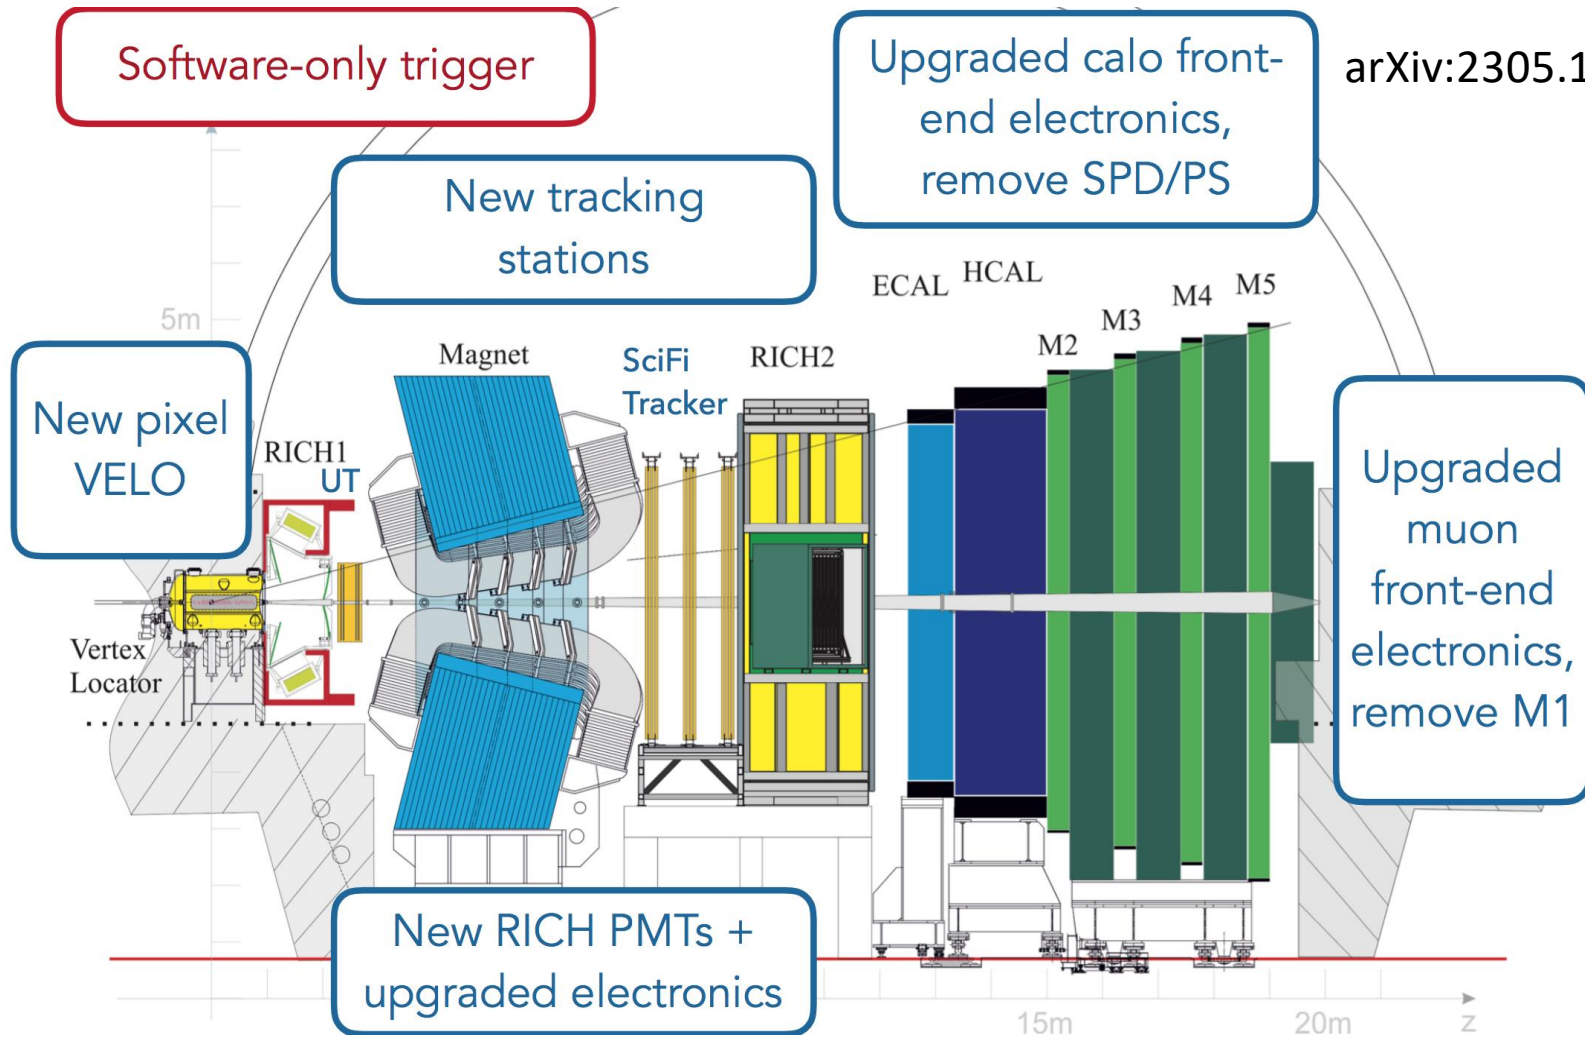 Software-only trigger
Upgraded calo front-
end electronics,
remove SPD/PS
arXiv:2305.1
New tracking
stations
ECAL
HCAL
M2
M3
M4
M5
5m
Magnet
SciFi
Tracker
RICH2
New pixel
VELO
RICH1
UT
Upgraded
muon
front-end
electronics,
remove M1
Vertex
Locator
New RICH PMTs +
upgraded electronics
15m
20m
z